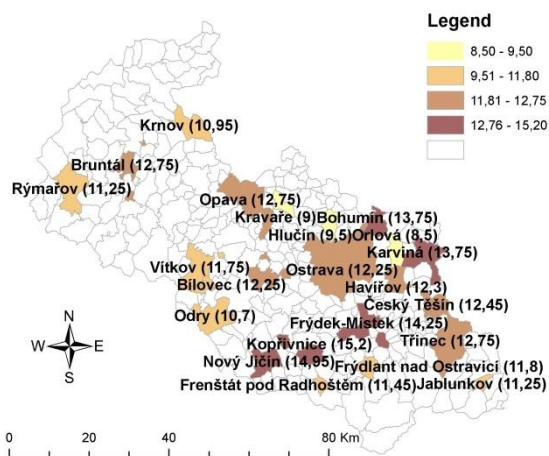 Legend
8,50 - 9,50
9,51 - 11,80
11,81 - 12,75
12,76 - 15,20
Krnov (10,95)
Bruntál (12,75)
Rýmařov (11,25)
Opava (12,75)
Kravaře (9)
Bohumín (13,75)
Hlučín (9,5)
Orlová (8,5)
Karviná (13,75)
Vítkov (11,75)
Ostrava (12,25)
Bílovec (12,25)
Havířov (12,3)
Český Těšín (12,45)
Odry (10,7)
Frýdek-Místek (14,25)
Třinec (12,75)
Kopřivnice (15,2)
Nový Jičín (14,95)
Frýdlant nad Ostravicí (11,8)
Frenštát pod Radhoštěm (11,45)
Jablunkov (11,25)
N
W E
S
0 20 40 80 Km